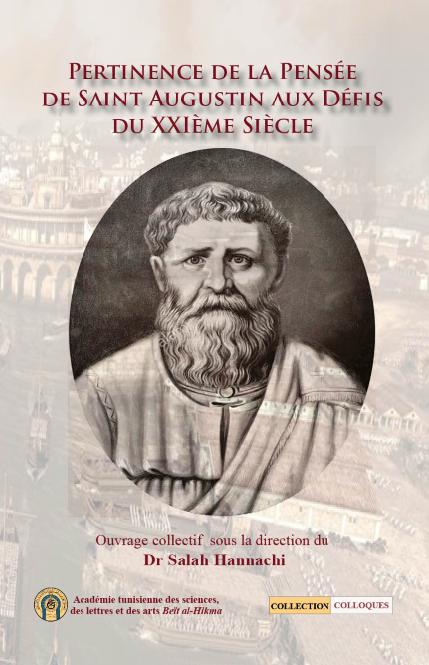 Pertinence de la Pensée
de Saint Augustin aux Défis
du XXIème Siècle
Ouvrage collectif sous la direction du
Dr Salah Hannachi
Académie tunisienne des sciences,
des lettres et des arts Beït al-Hikma
COLLECTION COLLOQUES